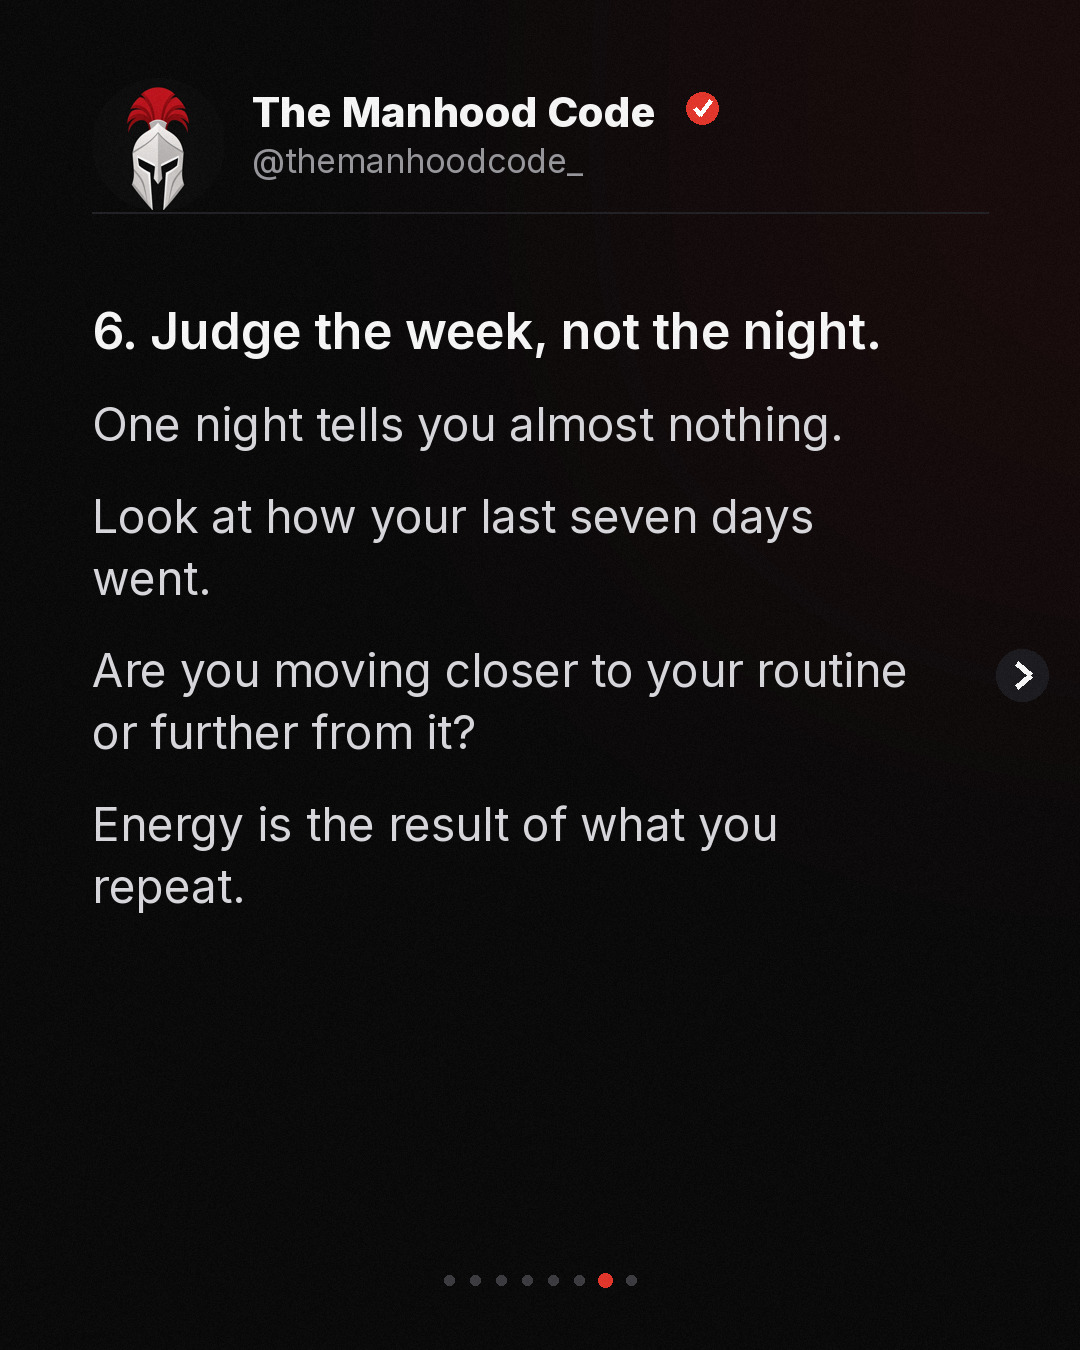 The Manhood Code
@themanhoodcode_
6. Judge the week, not the night.
One night tells you almost nothing.
Look at how your last seven days
went.
Are you moving closer to your routine
or further from it?
Energy is the result of what you
repeat.